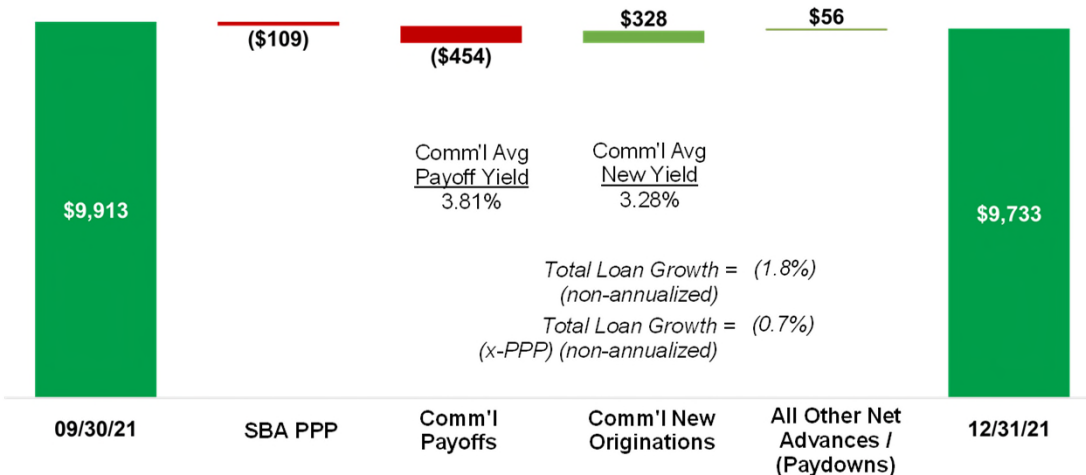 ($109)
($454)
$328
$56
Comm'l Avg
Payoff Yield
3.81%
Comm'l Avg
New Yield
3.28%
$9,913
$9,733
Total Loan Growth = (1.8%)
(non-annualized)
Total Loan Growth = (0.7%)
(x-PPP) (non-annualized)
09/30/21
SBA PPP
Comm'l
Payoffs
Comm'l New
Originations
All Other Net
Advances /
(Paydowns)
12/31/21